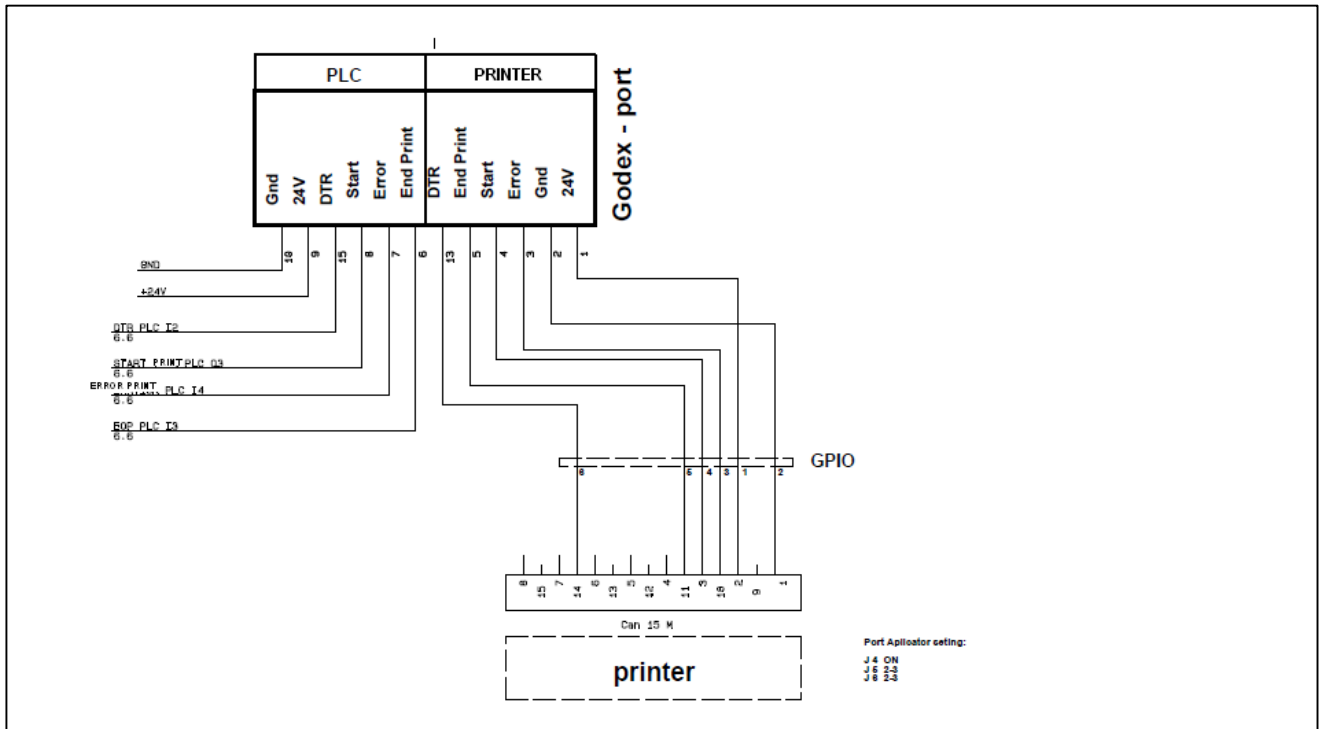 PLC PRINTER
Godex - port
Gnd 24V DTR Start Error End Print DTR End Print Start Error Gnd 24V
10 9 15 8 7 6 13 5 4 3 2 1
GND
+24V
DTR PLC I2
6.6
START PRINT PLC Q3
6.6
ERROR PRINT
PLC I4
6.6
EOP PLC I3
6.6
GPIO
6 5 4 3 1 2
8 15 7 14 6 13 5 12 4 11 3 10 2 9 1
Can 15 M
printer
Port Aplicator seting:
J 4 ON
J 5 2-3
J 6 2-3